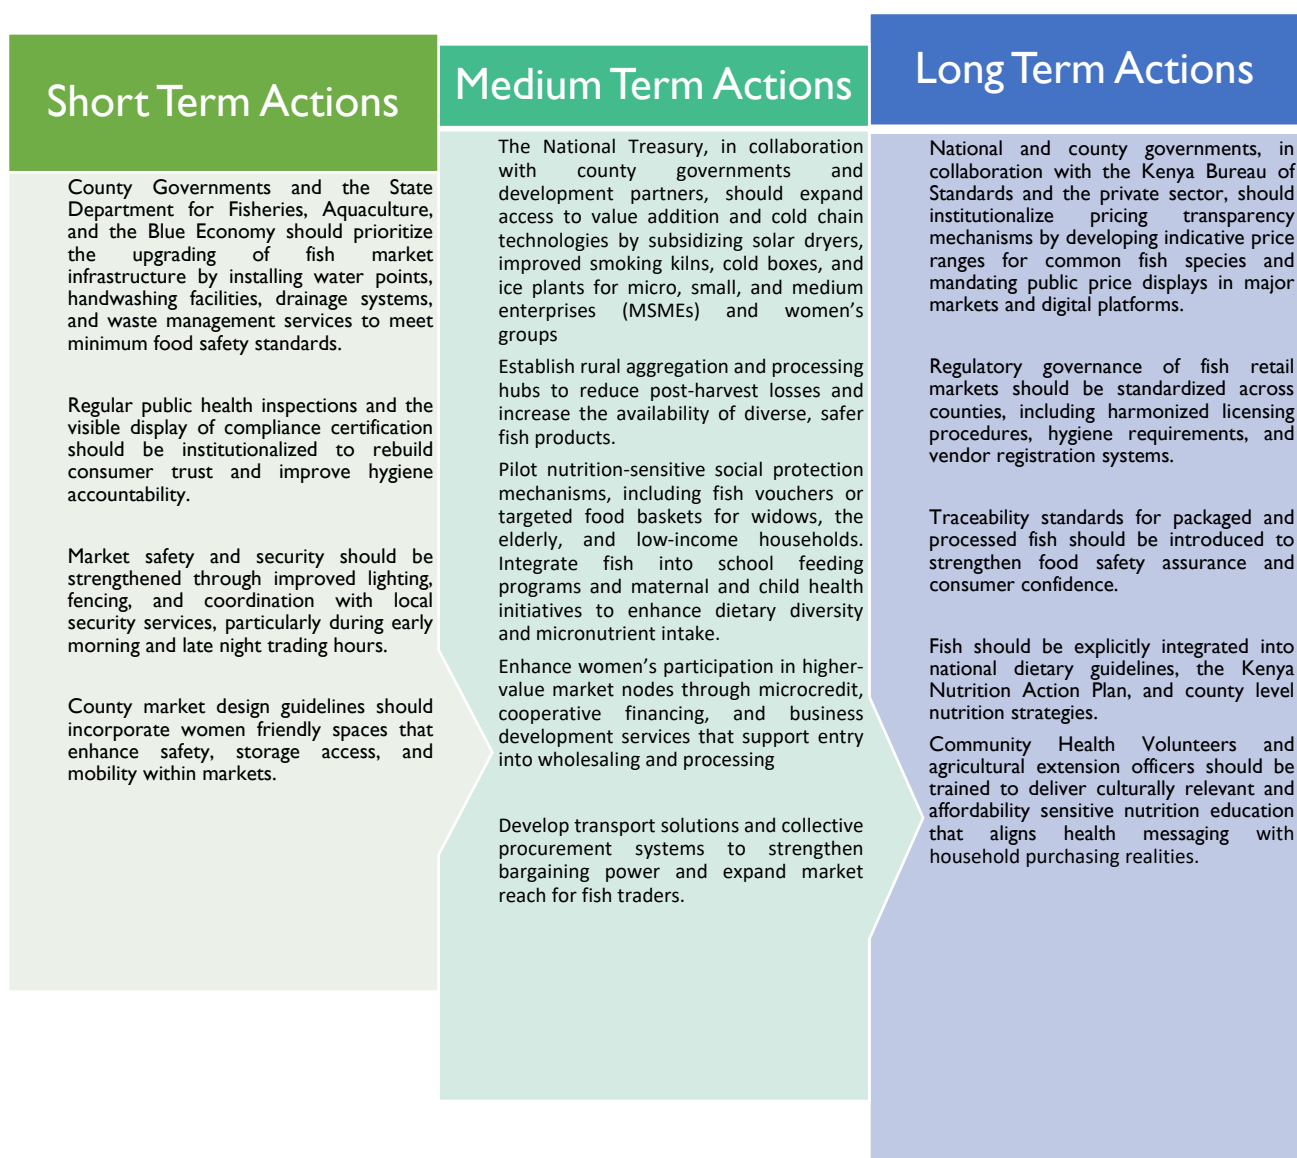 Short Term Actions
County Governments and the State
Department for Fisheries, Aquaculture,
and the Blue Economy should prioritize
the upgrading of fish market
infrastructure by installing water points,
handwashing facilities, drainage systems,
and waste management services to meet
minimum food safety standards.
Regular public health inspections and the
visible display of compliance certification
should be institutionalized to rebuild
consumer trust and improve hygiene
accountability.
Market safety and security should be
strengthened through improved lighting,
fencing, and coordination with local
security services, particularly during early
morning and late night trading hours.
County market design guidelines should
incorporate women friendly spaces that
enhance safety, storage access, and
mobility within markets.
Medium Term Actions
The National Treasury, in collaboration
with county governments and
development partners, should expand
access to value addition and cold chain
technologies by subsidizing solar dryers,
improved smoking kilns, cold boxes, and
ice plants for micro, small, and medium
enterprises (MSMEs) and women’s
groups
Establish rural aggregation and processing
hubs to reduce post-harvest losses and
increase the availability of diverse, safer
fish products.
Pilot nutrition-sensitive social protection
mechanisms, including fish vouchers or
targeted food baskets for widows, the
elderly, and low-income households.
Integrate fish into school feeding
programs and maternal and child health
initiatives to enhance dietary diversity
and micronutrient intake.
Enhance women’s participation in higher-
value market nodes through microcredit,
cooperative financing, and business
development services that support entry
into wholesaling and processing
Develop transport solutions and collective
procurement systems to strengthen
bargaining power and expand market
reach for fish traders.
Long Term Actions
National and county governments, in
collaboration with the Kenya Bureau of
Standards and the private sector, should
institutionalize pricing transparency
mechanisms by developing indicative price
ranges for common fish species and
mandating public price displays in major
markets and digital platforms.
Regulatory governance of fish retail
markets should be standardized across
counties, including harmonized licensing
procedures, hygiene requirements, and
vendor registration systems.
Traceability standards for packaged and
processed fish should be introduced to
strengthen food safety assurance and
consumer confidence.
Fish should be explicitly integrated into
national dietary guidelines, the Kenya
Nutrition Action Plan, and county level
nutrition strategies.
Community Health Volunteers and
agricultural extension officers should be
trained to deliver culturally relevant and
affordability sensitive nutrition education
that aligns health messaging with
household purchasing realities.